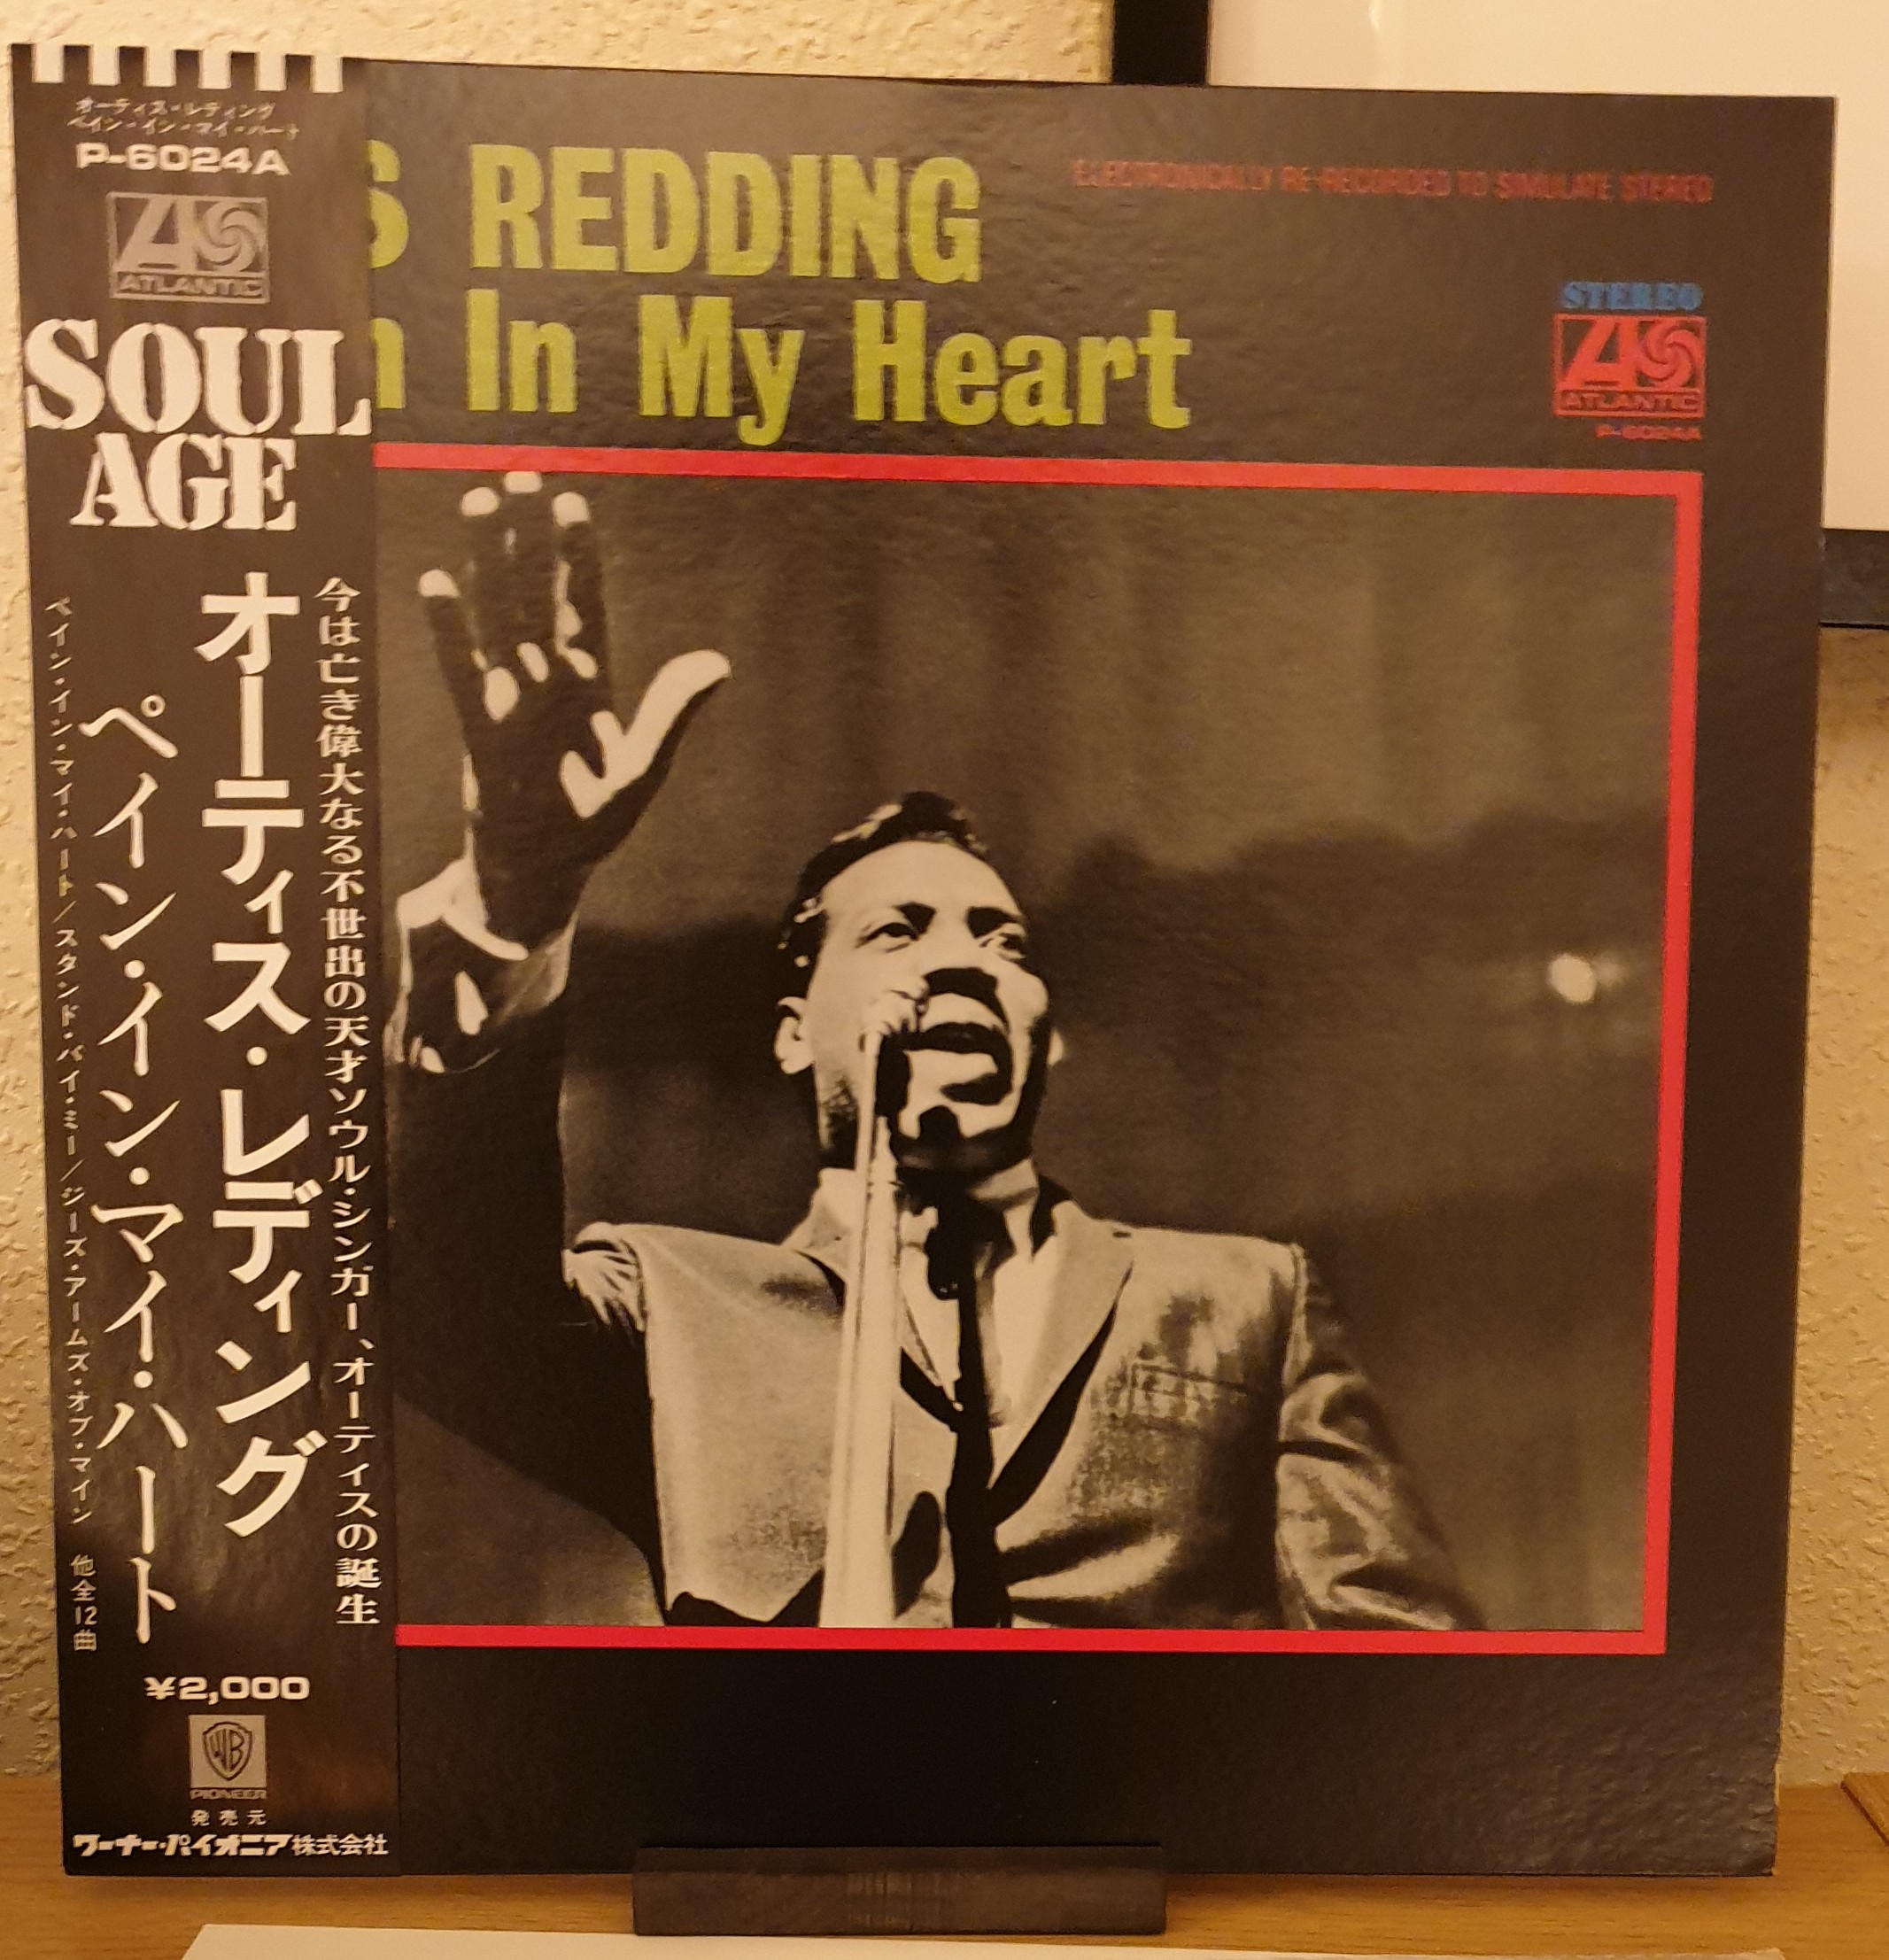 オーティス・レディング
ペイン・イン・マイ・ハート
P-6024A
ATLANTIC
SOUL
AGE
今は亡き偉大なる不世出の天才ソウル・シンガー、オーティスの誕生
オーティス・レディング
ペイン・イン・マイ・ハート
ペイン・イン・マイ・ハート/スタンド・バイ・ミー/ジーズ・アームズ・オブ・マイン 他全12曲
¥2,000
WB
PIONEER
発売元
ワーナー・パイオニア株式会社
S REDDING
n In My Heart
ELECTRONICALLY RE-RECORDED TO SIMULATE STEREO
STEREO
ATLANTIC
P-6024A